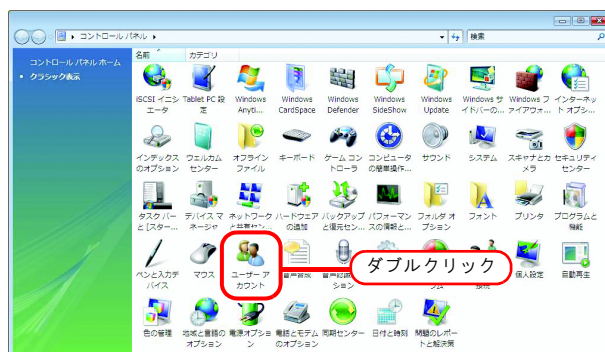 コントロール パネル
検索
コントロール パネル ホーム
クラシック表示
名前 カテゴリ
iSCSI イニシエータ
Tablet PC 設定
Windows Anyti...
Windows CardSpace
Windows Defender
Windows SideShow
Windows Update
Windows サイドバーの...
Windows ファイアウォ...
インターネット オプシ...
インデックスのオプション
ウェルカム センター
オフライン ファイル
キーボード
ゲーム コントローラ
コンピュータの簡単操作...
サウンド
システム
スキャナとカメラ
セキュリティ センター
タスク バーと [スター...
デバイス マネージャ
ネットワークと共有セン...
ハードウェアの追加
バックアップと復元セン...
パフォーマンスの情報と...
フォルダ オプション
フォント
プリンタ
プログラムと機能
ペンと入力デバイス
マウス
ユーザー アカウント
ダブルクリック
個人設定
自動再生
色の管理
地域と言語のオプション
電源オプション
電話とモデムのオプション
同期センター
日付と時刻
問題のレポートと解決策